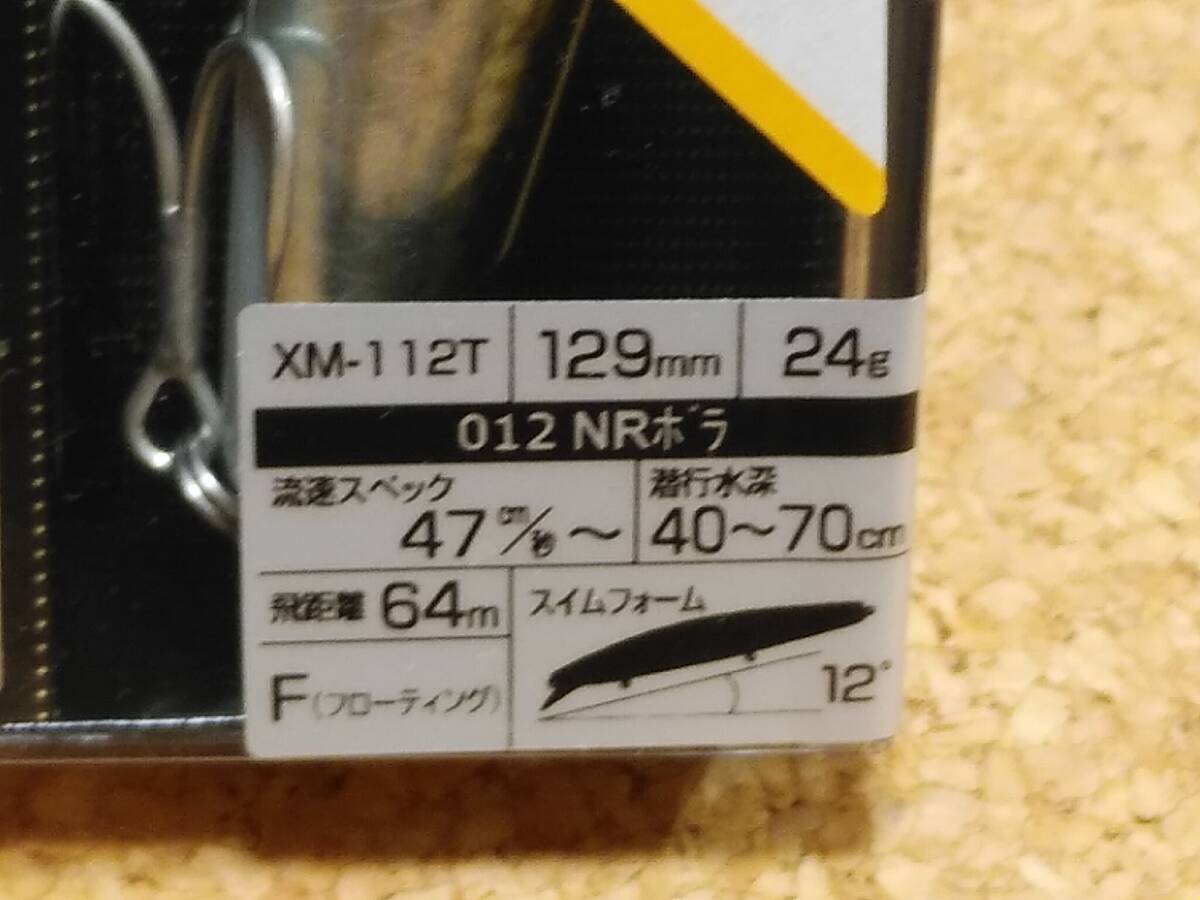 XM-112T 129mm 24g
012 NRボラ
流速スペック 潜行水深
47cm/秒～ 40～70cm
飛距離 64m スイムフォーム
12°
F(フローティング)